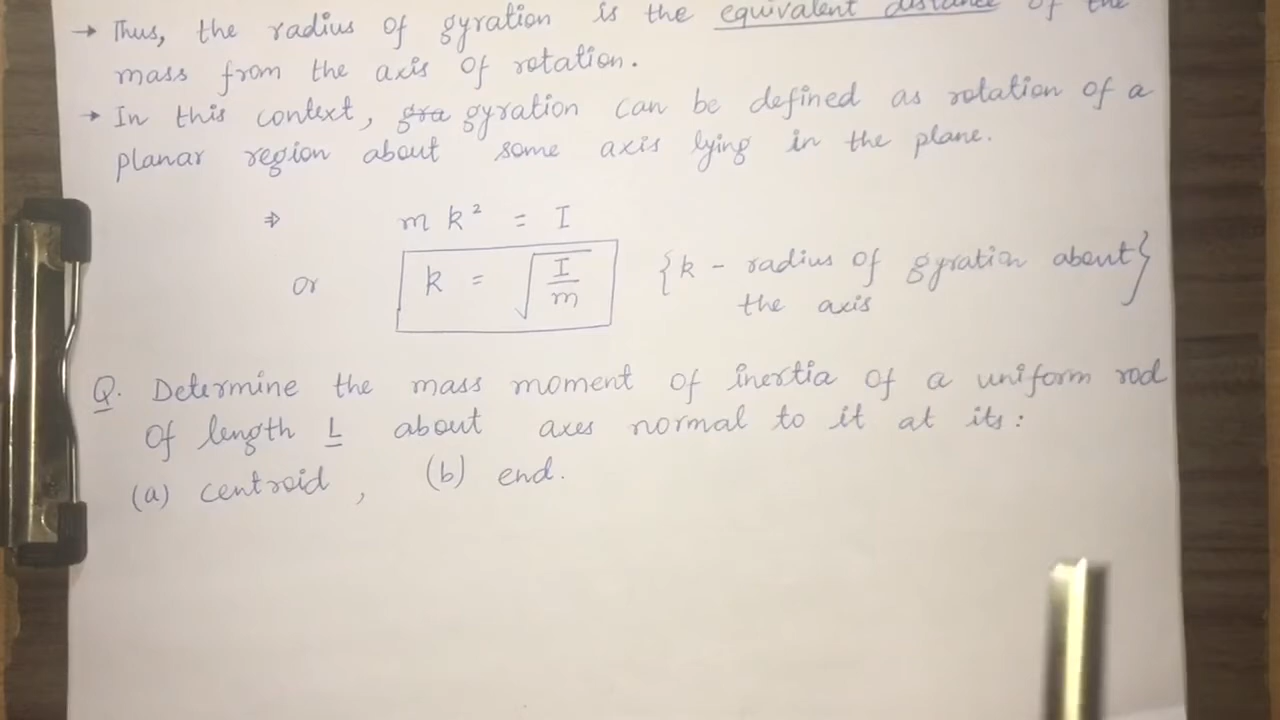 → Thus, the radius of gyration is the equivalent distance of the
mass from the axis of rotation.
→ In this context, gra gyration can be defined as rotation of a
planar region about some axis lying in the plane.
⇒ m k² = I
or k = √(I/m) {k - radius of gyration about
the axis}
Q. Determine the mass moment of inertia of a uniform rod
of length L about axes normal to it at its:
(a) centroid, (b) end.